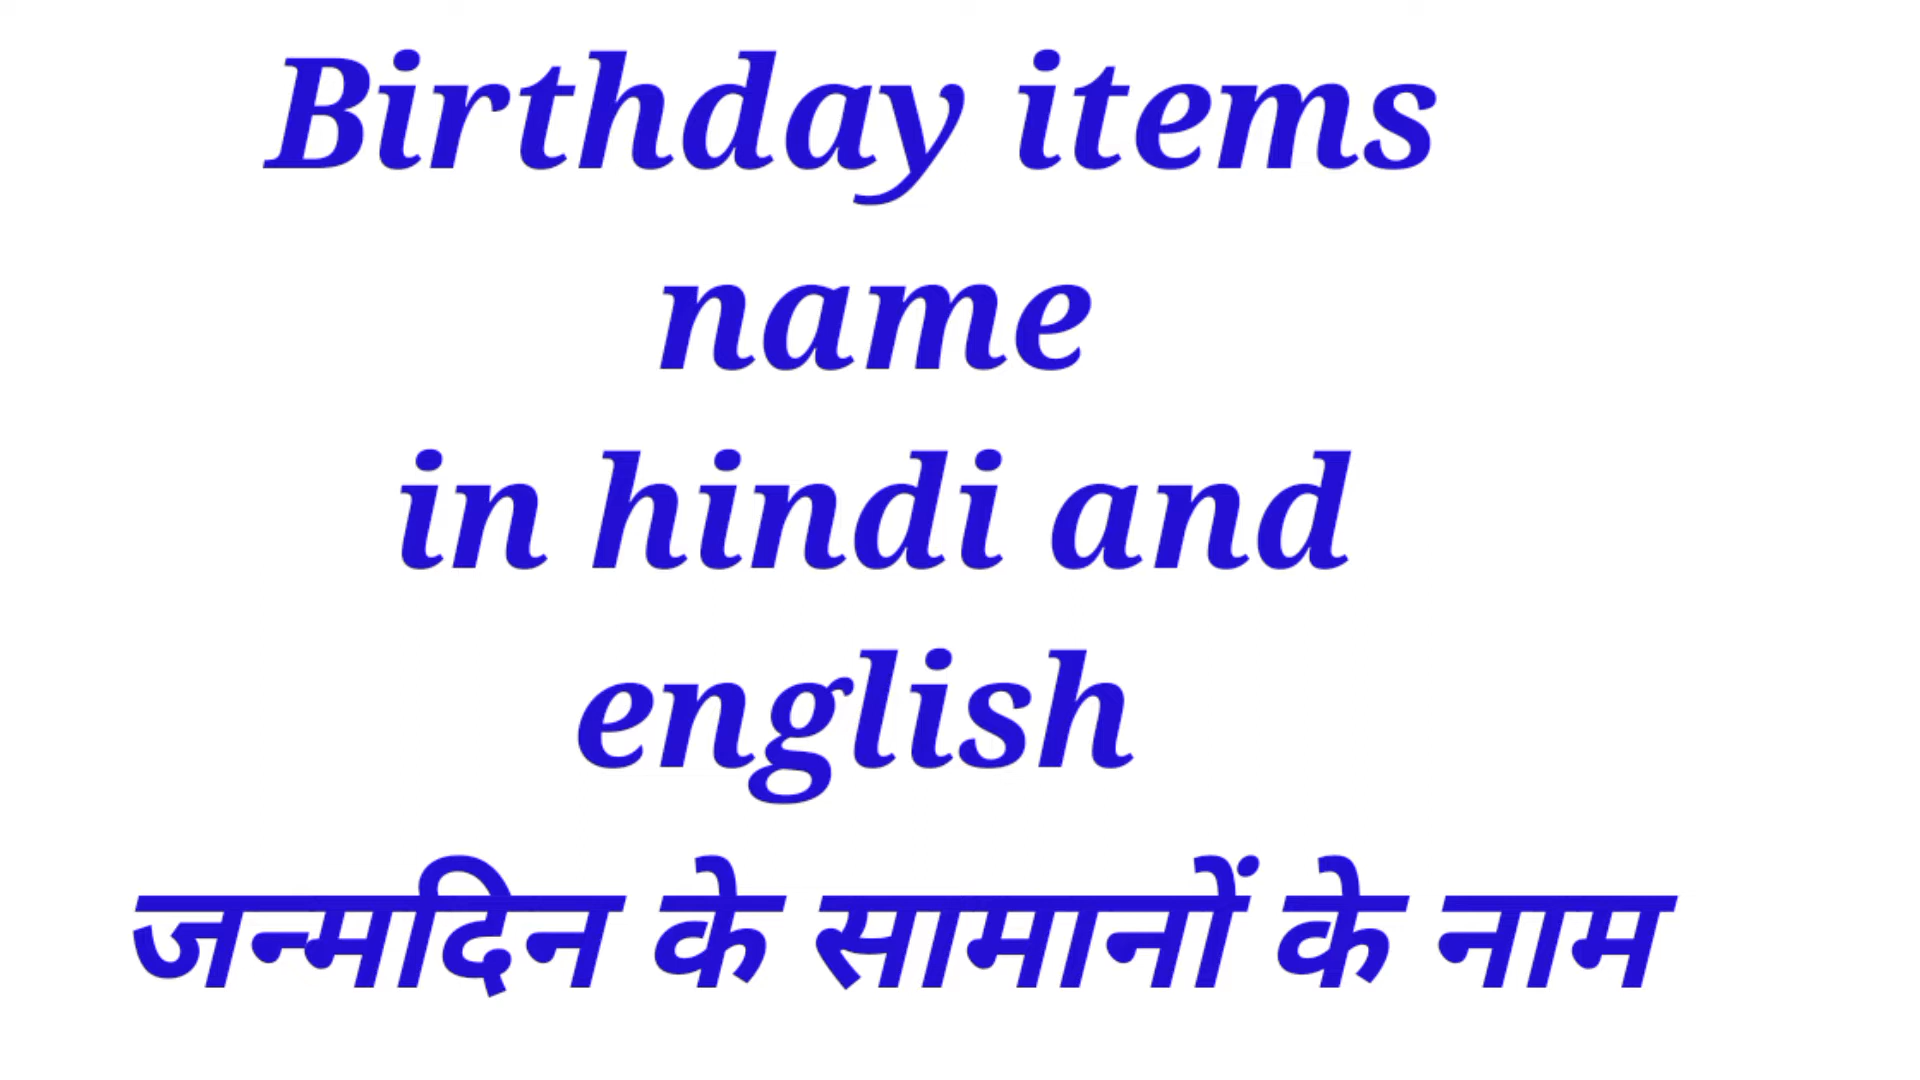 Birthday items
name
in hindi and
english
जन्मदिन के सामानों के नाम